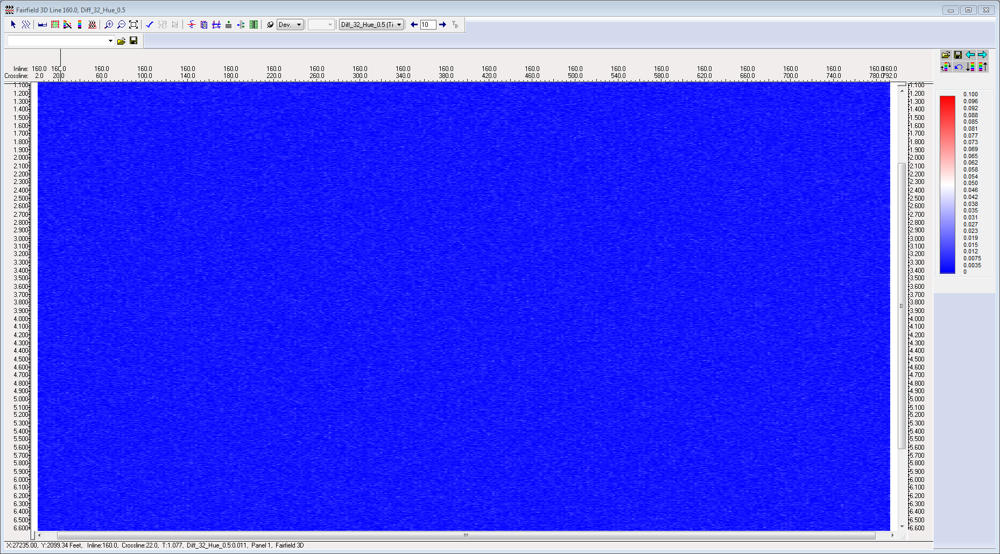 Fairfield 3D Line 160.0, Diff_32_Hue_0.5
Dev. Diff_32_Hue_0.5 (Ti 10
Inline: 160.0 160.0 160.0 160.0 160.0 160.0 160.0 160.0 160.0 160.0 160.0 160.0 160.0 160.0 160.0 160.0 160.0 160.0 160.0 160.0 160.0 160.0 160.0
Crossline: 2.0 20.0 60.0 100.0 140.0 180.0 220.0 260.0 300.0 340.0 380.0 420.0 460.0 500.0 540.0 580.0 620.0 660.0 700.0 740.0 780.0 792.0
1.100 1.100
1.200 1.200 0.100
1.300 1.300 0.096
1.400 1.400 0.092
1.500 1.500 0.088
1.600 1.600 0.085
1.700 1.700 0.081
1.800 1.800 0.077
1.900 1.900 0.073
2.000 2.000 0.069
2.100 2.100 0.065
2.200 2.200 0.062
2.300 2.300 0.058
2.400 2.400 0.054
2.500 2.500 0.050
2.600 2.600 0.046
2.700 2.700 0.042
2.800 2.800 0.038
2.900 2.900 0.035
3.000 3.000 0.031
3.100 3.100 0.027
3.200 3.200 0.023
3.300 3.300 0.019
3.400 3.400 0.015
3.500 3.500 0.012
3.600 3.600 0.0075
3.700 3.700 0.0035
3.800 3.800 0
3.900 3.900
4.000 4.000
4.100 4.100
4.200 4.200
4.300 4.300
4.400 4.400
4.500 4.500
4.600 4.600
4.700 4.700
4.800 4.800
4.900 4.900
5.000 5.000
5.100 5.100
5.200 5.200
5.300 5.300
5.400 5.400
5.500 5.500
5.600 5.600
5.700 5.700
5.800 5.800
5.900 5.900
6.000 6.000
6.100 6.100
6.200 6.200
6.300 6.300
6.400 6.400
6.500 6.500
6.600 6.600
X:27235.00, Y:2099.34 Feet, Inline:160.0, Crossline:22.0, T:1.077, Diff_32_Hue_0.5:0.011, Panel 1, Fairfield 3D